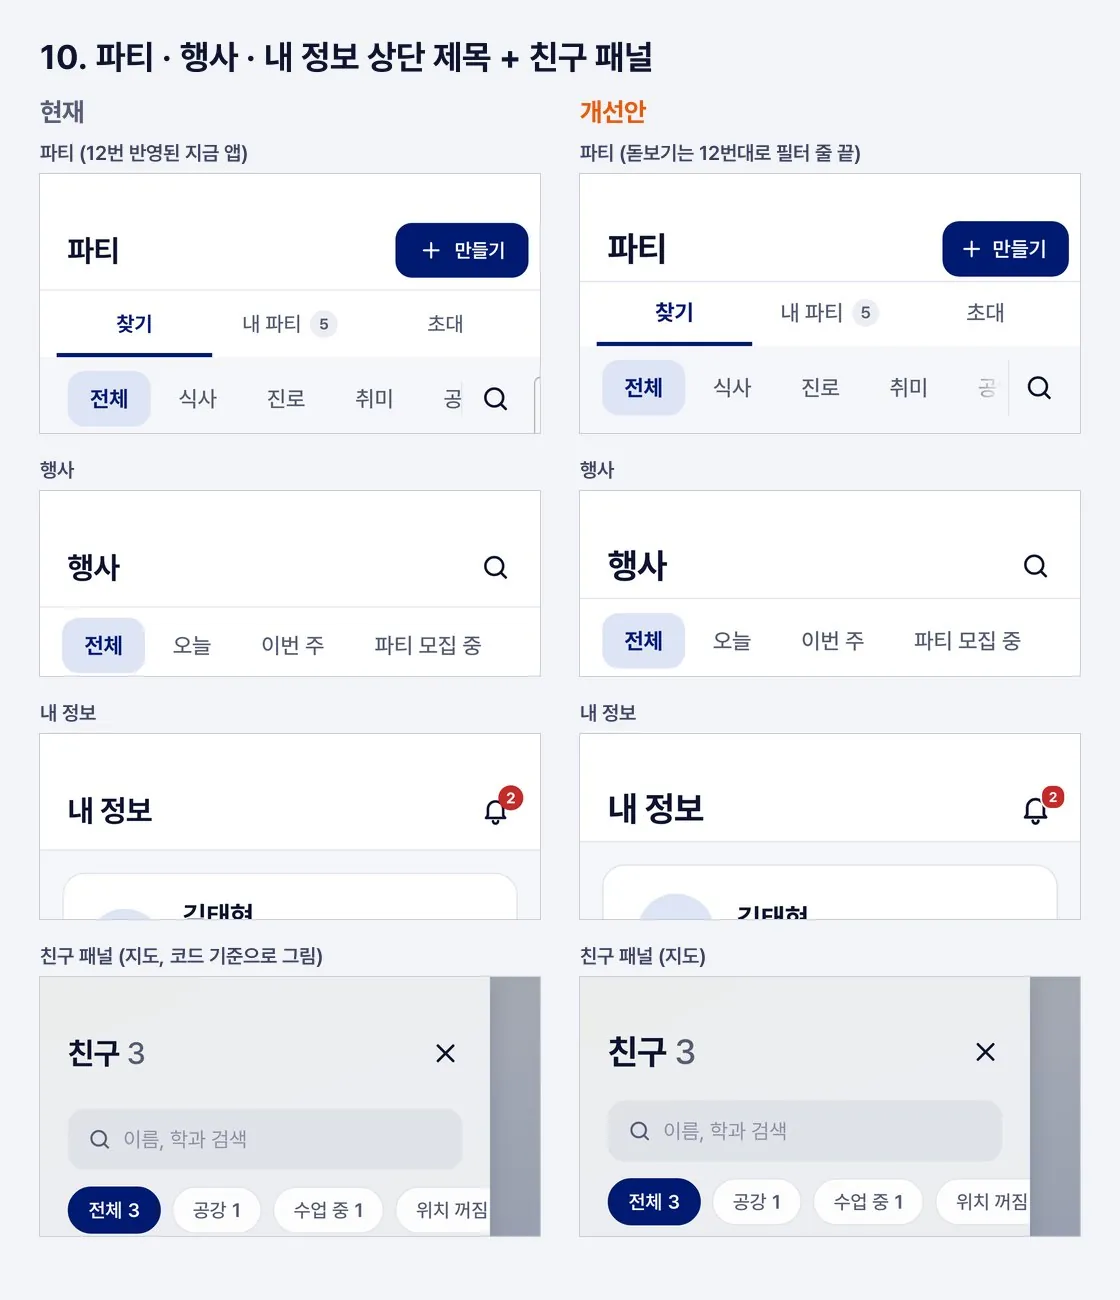 10. 파티 · 행사 · 내 정보 상단 제목 + 친구 패널
현재
파티 (12번 반영된 지금 앱)
파티
+ 만들기
찾기 내 파티 5 초대
전체 식사 진로 취미 공
행사
행사
전체 오늘 이번 주 파티 모집 중
내 정보
내 정보
2
김태현
친구 패널 (지도, 코드 기준으로 그림)
친구 3
이름, 학과 검색
전체 3 공강 1 수업 중 1 위치 꺼짐
개선안
파티 (돋보기는 12번대로 필터 줄 끝)
파티
+ 만들기
찾기 내 파티 5 초대
전체 식사 진로 취미 공
행사
행사
전체 오늘 이번 주 파티 모집 중
내 정보
내 정보
2
김태현
친구 패널 (지도)
친구 3
이름, 학과 검색
전체 3 공강 1 수업 중 1 위치 꺼짐